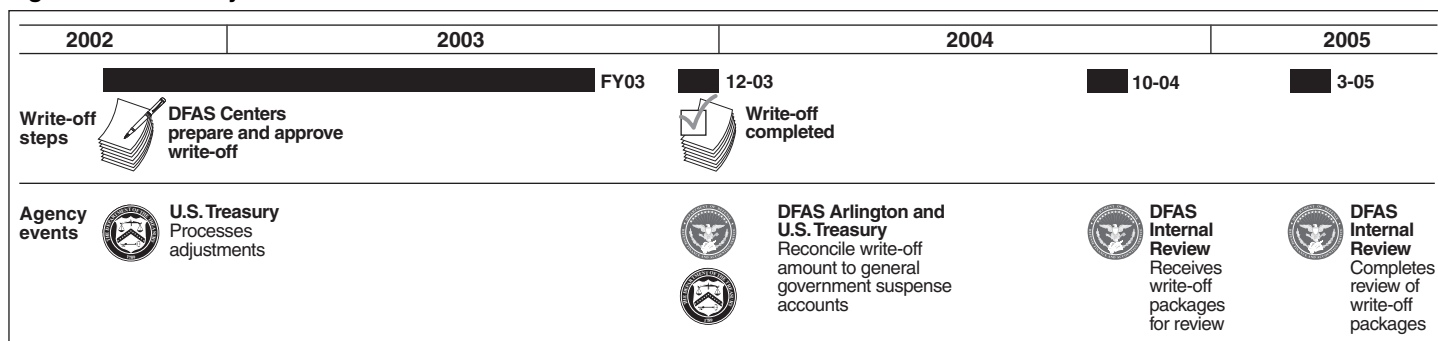 2002 2003 2004 2005
FY03 12-03 10-04 3-05
Write-off
steps
DFAS Centers
prepare and approve
write-off
Write-off
completed
Agency
events
U.S. Treasury
Processes
adjustments
DFAS Arlington and
U.S. Treasury
Reconcile write-off
amount to general
government suspense
accounts
DFAS
Internal
Review
Receives
write-off
packages
for review
DFAS
Internal
Review
Completes
review of
write-off
packages